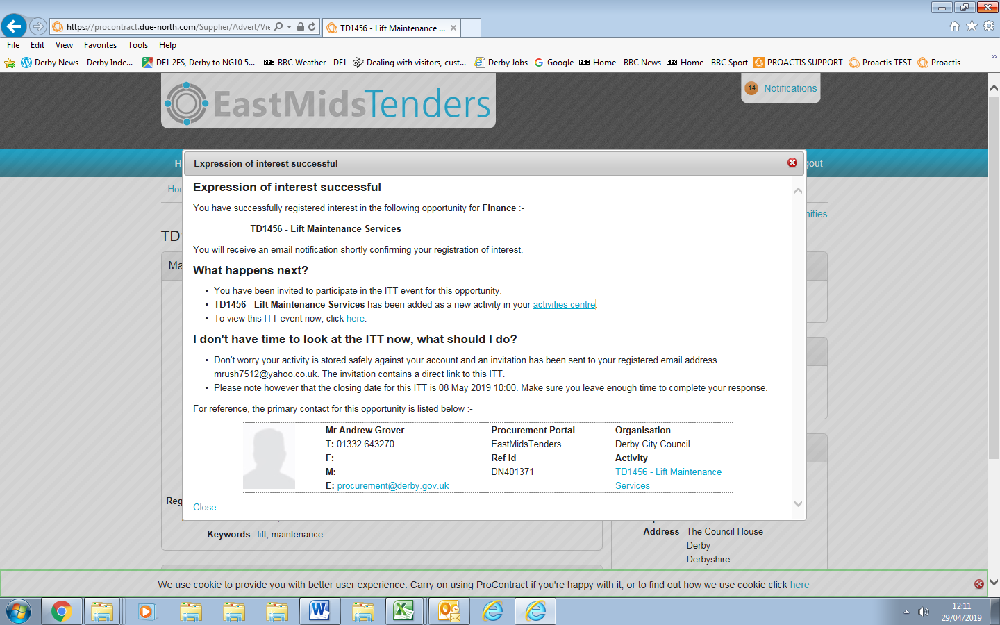 https://procontract.due-north.com/Supplier/Advert/Vie
TD1456 - Lift Maintenance ...
File Edit View Favorites Tools Help
Derby News – Derby Inde... DE1 2FS, Derby to NG10 5... BBC Weather - DE1 Dealing with visitors, cust... Derby Jobs Google Home - BBC News Home - BBC Sport PROACTIS SUPPORT Proactis TEST Proactis
EastMidsTenders
14 Notifications
H
gout
Hor
nities
TD
Ma
Expression of interest successful
Expression of interest successful
You have successfully registered interest in the following opportunity for Finance :-
TD1456 - Lift Maintenance Services
You will receive an email notification shortly confirming your registration of interest.
What happens next?
• You have been invited to participate in the ITT event for this opportunity.
• TD1456 - Lift Maintenance Services has been added as a new activity in your activities centre.
• To view this ITT event now, click here.
I don't have time to look at the ITT now, what should I do?
• Don't worry your activity is stored safely against your account and an invitation has been sent to your registered email address
mrush7512@yahoo.co.uk. The invitation contains a direct link to this ITT.
• Please note however that the closing date for this ITT is 08 May 2019 10:00. Make sure you leave enough time to complete your response.
For reference, the primary contact for this opportunity is listed below :-
Mr Andrew Grover Procurement Portal Organisation
T: 01332 643270 EastMidsTenders Derby City Council
F: Ref Id Activity
M: DN401371 TD1456 - Lift Maintenance
E: procurement@derby.gov.uk Services
Close
Reg
Keywords lift, maintenance
Address The Council House
Derby
Derbyshire
We use cookie to provide you with better user experience. Carry on using ProContract if you're happy with it, or to find out how we use cookie click here
12:11
29/04/2019